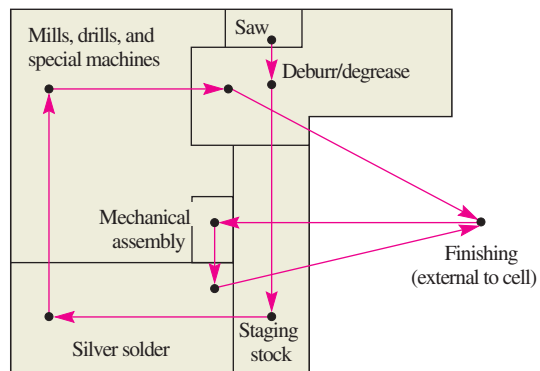 Saw
Mills, drills, and
special machines
Deburr/degrease
Mechanical
assembly
Finishing
(external to cell)
Staging
stock
Silver solder